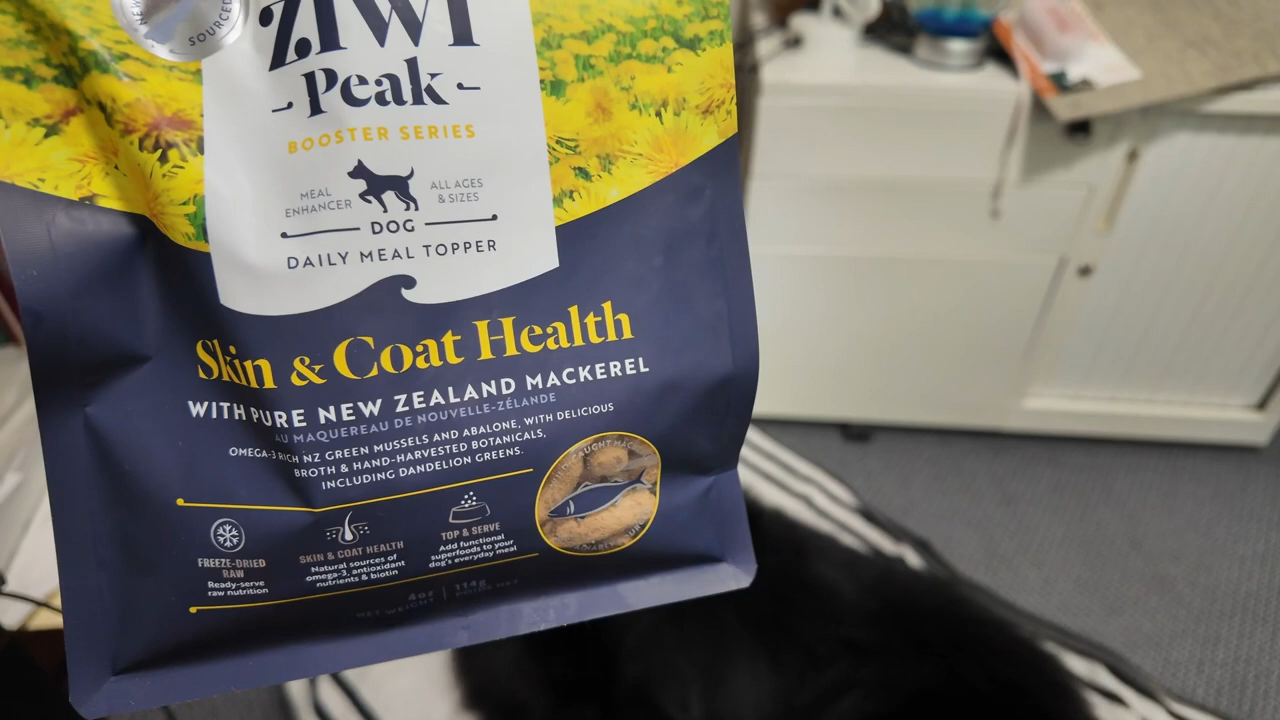 SOURCED
ZIWI
Peak
BOOSTER SERIES
MEAL
ENHANCER
ALL AGES
& SIZES
DOG
DAILY MEAL TOPPER
Skin & Coat Health
WITH PURE NEW ZEALAND MACKEREL
AU MAQUEREAU DE NOUVELLE-ZÉLANDE
OMEGA-3 RICH NZ GREEN MUSSELS AND ABALONE, WITH DELICIOUS
BROTH & HAND-HARVESTED BOTANICALS,
INCLUDING DANDELION GREENS.
FREEZE-DRIED
RAW
Ready-serve
raw nutrition
SKIN & COAT HEALTH
Natural sources of
omega-3, antioxidant
nutrients & biotin
TOP & SERVE
Add functional
superfoods to your
dog's everyday meal
4oz | 114g
NET WEIGHT